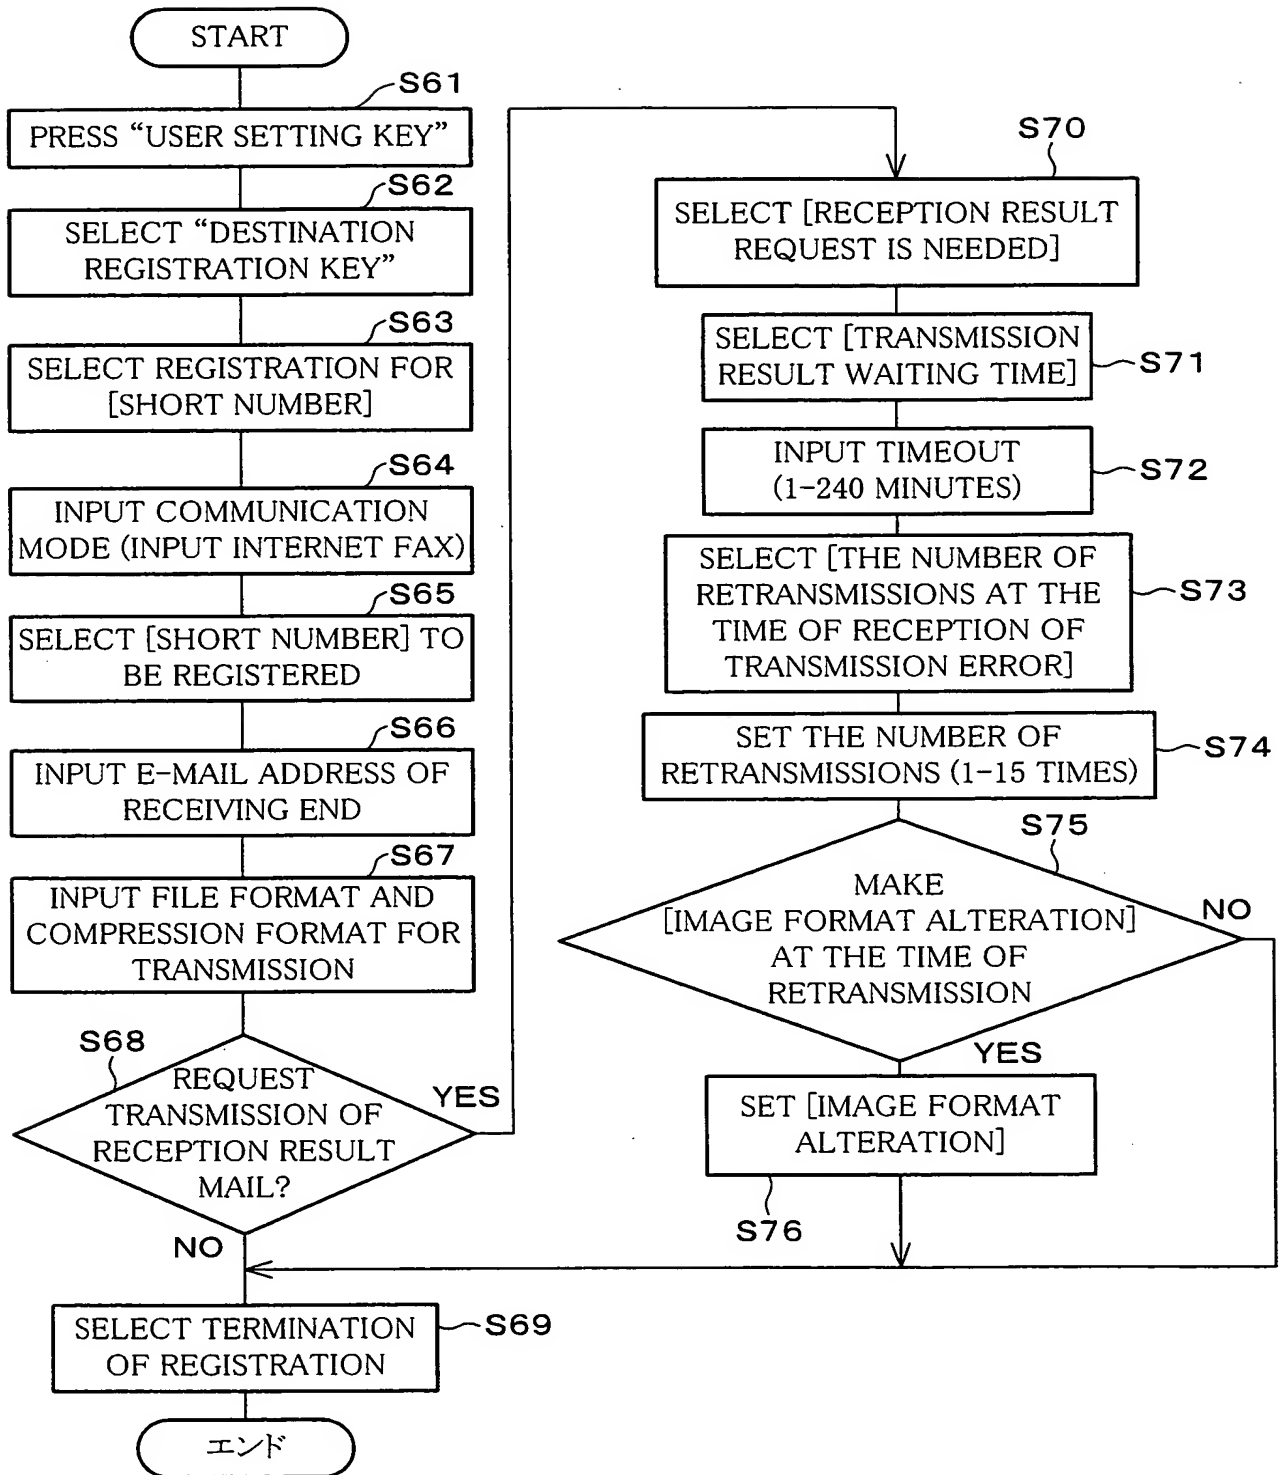 START
S61
PRESS “USER SETTING KEY”
S62
SELECT “DESTINATION
REGISTRATION KEY”
S63
SELECT REGISTRATION FOR
[SHORT NUMBER]
S64
INPUT COMMUNICATION
MODE (INPUT INTERNET FAX)
S65
SELECT [SHORT NUMBER] TO
BE REGISTERED
S66
INPUT E-MAIL ADDRESS OF
RECEIVING END
S67
INPUT FILE FORMAT AND
COMPRESSION FORMAT FOR
TRANSMISSION
S68
REQUEST
TRANSMISSION OF
RECEPTION RESULT
MAIL?
YES
NO
S70
SELECT [RECEPTION RESULT
REQUEST IS NEEDED]
SELECT [TRANSMISSION
RESULT WAITING TIME]
S71
INPUT TIMEOUT
(1-240 MINUTES)
S72
SELECT [THE NUMBER OF
RETRANSMISSIONS AT THE
TIME OF RECEPTION OF
TRANSMISSION ERROR]
S73
SET THE NUMBER OF
RETRANSMISSIONS (1-15 TIMES)
S74
S75
MAKE
[IMAGE FORMAT ALTERATION]
AT THE TIME OF
RETRANSMISSION
NO
YES
SET [IMAGE FORMAT
ALTERATION]
S76
SELECT TERMINATION
OF REGISTRATION
S69
エンド